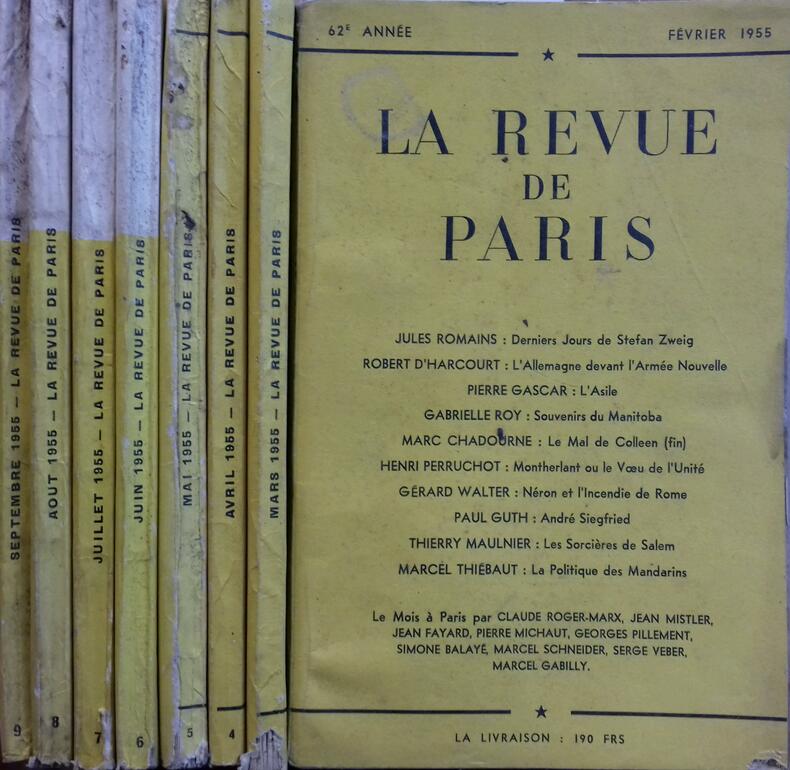 SEPTEMBRE 1955 — LA REVUE DE PARIS
9
AOUT 1955 — LA REVUE DE PARIS
8
JUILLET 1955 — LA REVUE DE PARIS
7
JUIN 1955 — LA REVUE DE PARIS
6
MAI 1955 — LA REVUE DE PARIS
5
AVRIL 1955 — LA REVUE DE PARIS
4
MARS 1955 — LA REVUE DE PARIS
62E ANNÉE
FÉVRIER 1955
LA REVUE
DE
PARIS
JULES ROMAINS : Derniers Jours de Stefan Zweig
ROBERT D'HARCOURT : L'Allemagne devant l'Armée Nouvelle
PIERRE GASCAR : L'Asile
GABRIELLE ROY : Souvenirs du Manitoba
MARC CHADOURNE : Le Mal de Colleen (fin)
HENRI PERRUCHOT : Montherlant ou le Vœu de l'Unité
GÉRARD WALTER : Néron et l'Incendie de Rome
PAUL GUTH : André Siegfried
THIERRY MAULNIER : Les Sorcières de Salem
MARCEL THIÉBAUT : La Politique des Mandarins
Le Mois à Paris par CLAUDE ROGER-MARX, JEAN MISTLER,
JEAN FAYARD, PIERRE MICHAUT, GEORGES PILLEMENT,
SIMONE BALAYÉ, MARCEL SCHNEIDER, SERGE VEBER,
MARCEL GABILLY.
LA LIVRAISON : 190 FRS